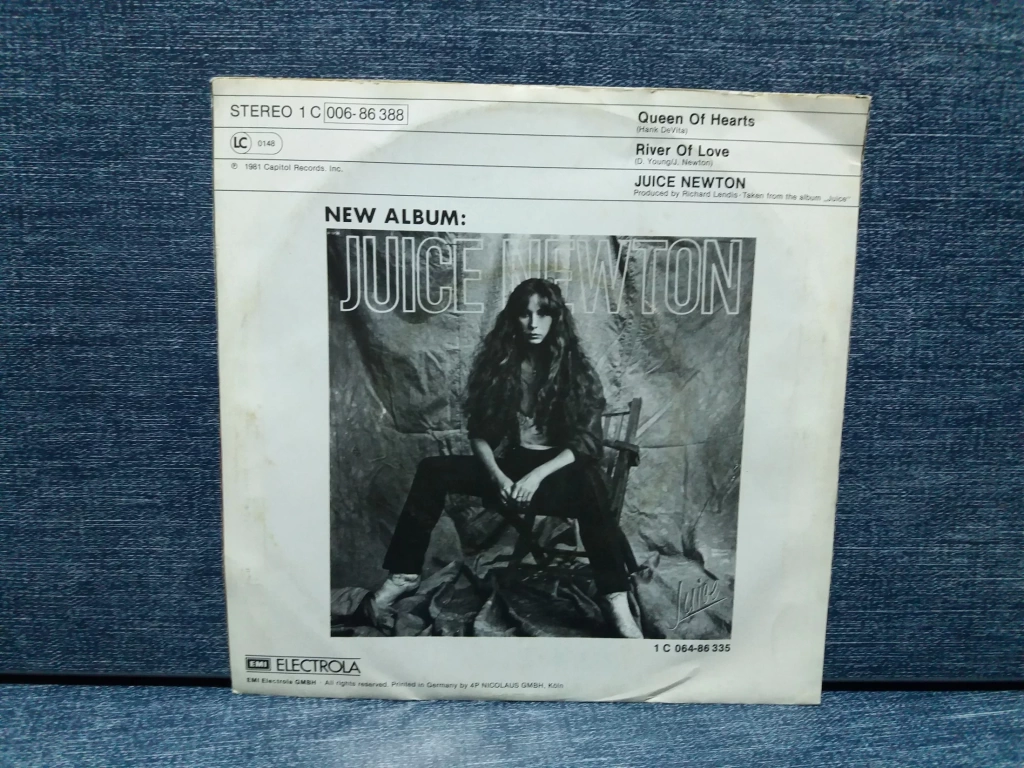 STEREO 1 C 006-86 388
Queen Of Hearts
(Hank DeVita)
LC 0148
River Of Love
(D. Young/J. Newton)
℗ 1981 Capitol Records. Inc.
JUICE NEWTON
Produced by Richard Landis · Taken from the album „Juice"
NEW ALBUM:
JUICE NEWTON
Juice
1 C 064-86 335
EMI ELECTROLA
EMI Electrola GMBH · All rights reserved. Printed in Germany by 4P NICOLAUS GMBH, Köln